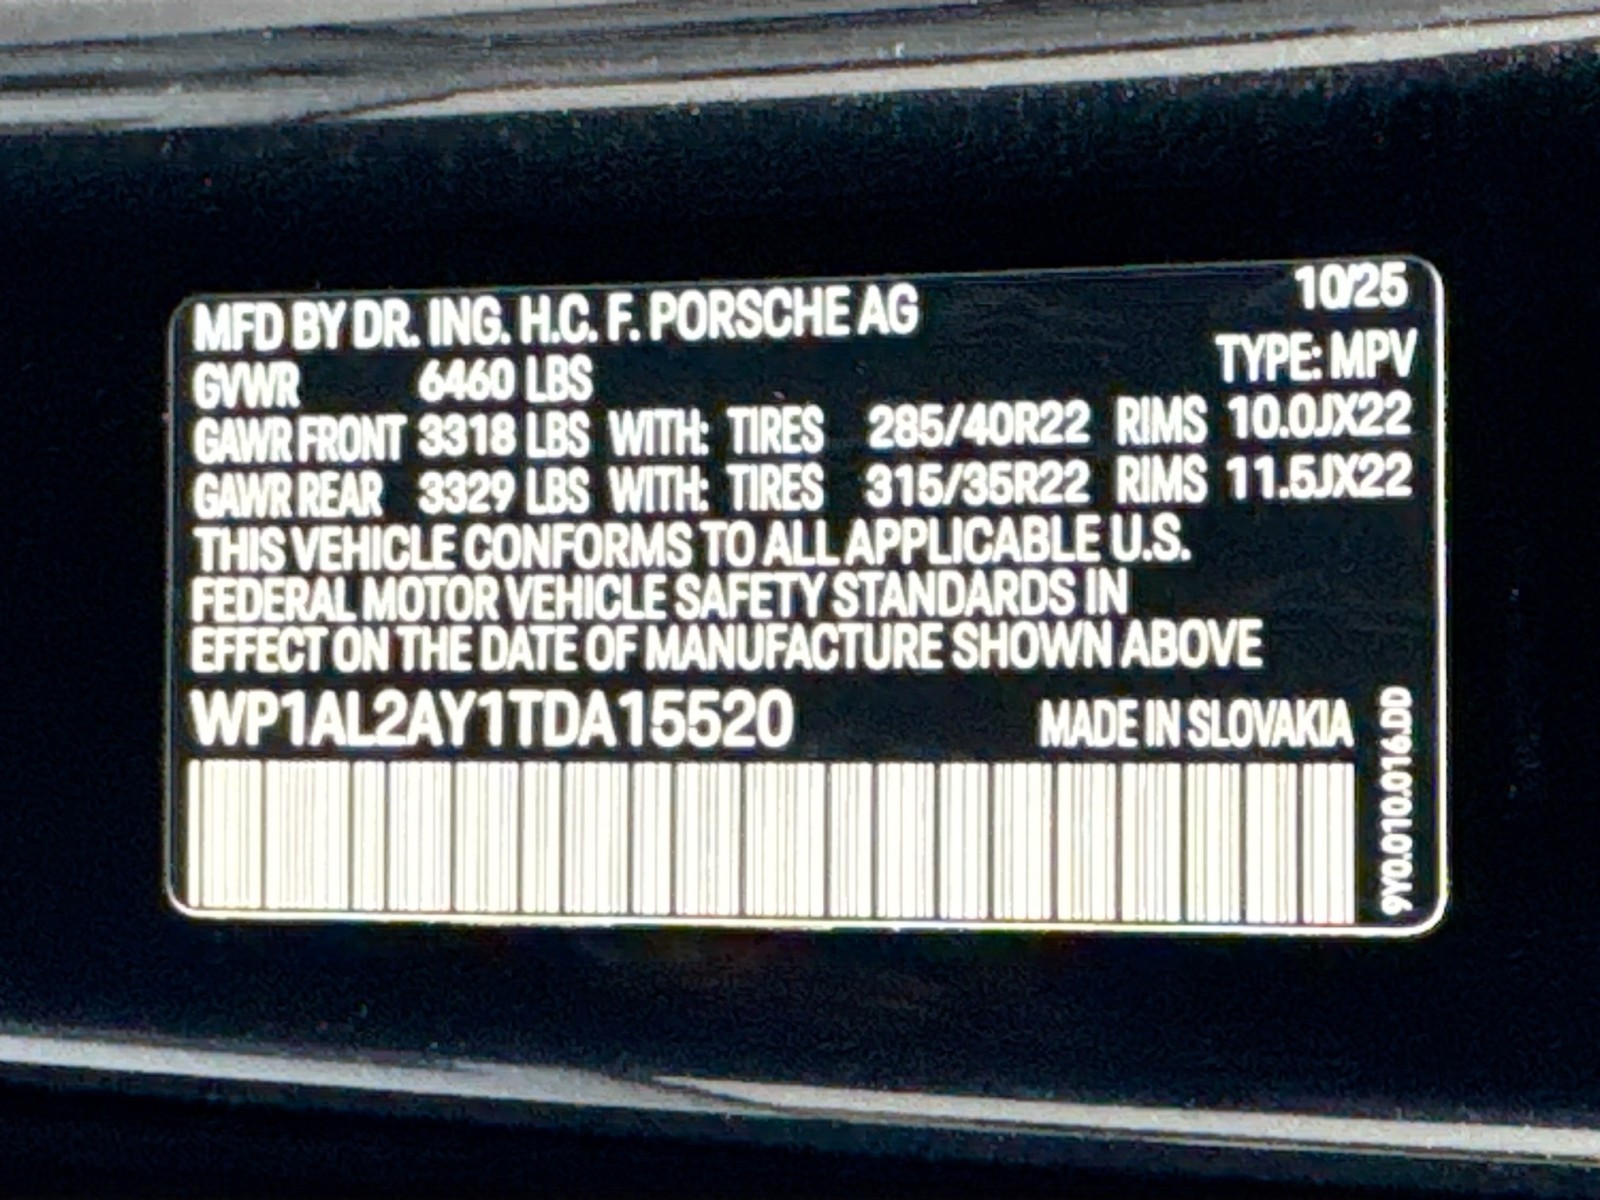 MFD BY DR. ING. H.C. F. PORSCHE AG 10/25
TYPE: MPV
GVWR 6460 LBS
GAWR FRONT 3318 LBS WITH: TIRES 285/40R22 RIMS 10.0JX22
GAWR REAR 3329 LBS WITH: TIRES 315/35R22 RIMS 11.5JX22
THIS VEHICLE CONFORMS TO ALL APPLICABLE U.S.
FEDERAL MOTOR VEHICLE SAFETY STANDARDS IN
EFFECT ON THE DATE OF MANUFACTURE SHOWN ABOVE
WP1AL2AY1TDA15520 MADE IN SLOVAKIA
9Y0.010.016.DD